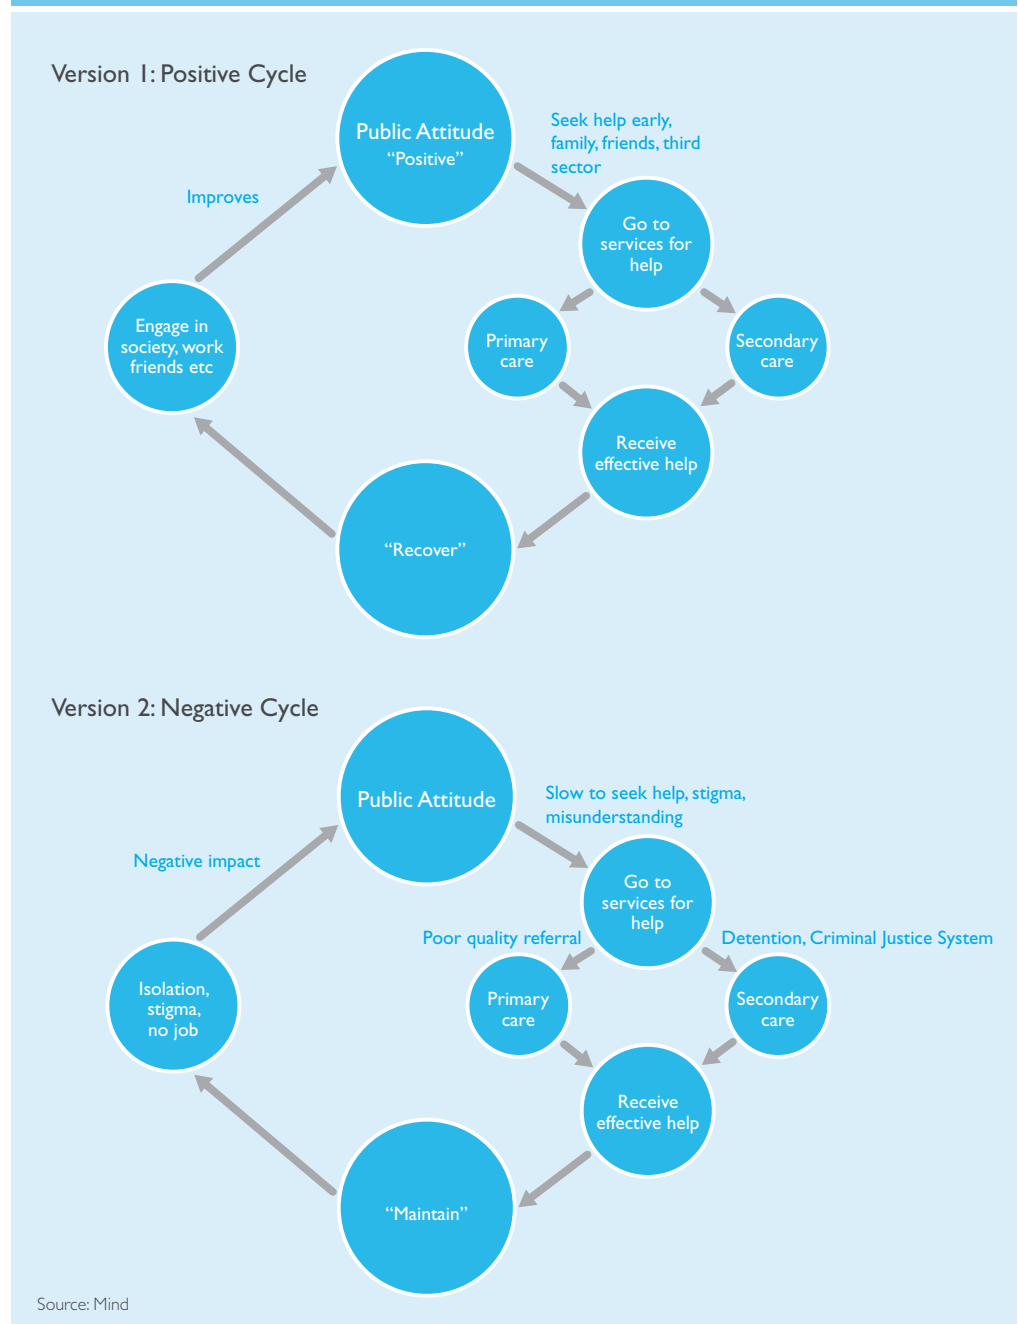 Version 1: Positive Cycle
Public Attitude
“Positive”
Seek help early,
family, friends, third
sector
Improves
Go to
services for
help
Engage in
society, work
friends etc
Primary
care
Secondary
care
Receive
effective help
“Recover”
Version 2: Negative Cycle
Public Attitude
Slow to seek help, stigma,
misunderstanding
Negative impact
Go to
services for
help
Poor quality referral
Detention, Criminal Justice System
Isolation,
stigma,
no job
Primary
care
Secondary
care
Receive
effective help
“Maintain”
Source: Mind